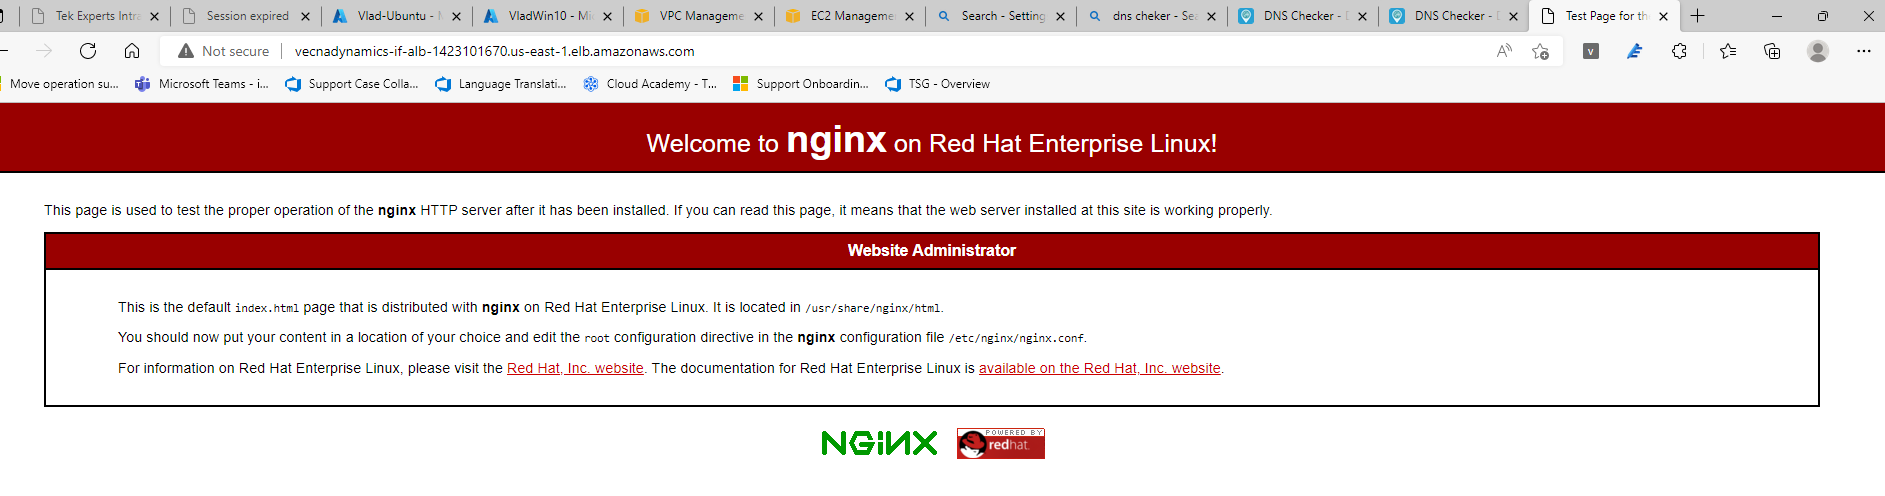 Tek Experts Intra
Session expired
Vlad-Ubuntu - M
VladWin10 - Mic
VPC Manageme
EC2 Manageme
Search - Setting
dns cheker - Sea
DNS Checker - D
DNS Checker - D
Test Page for the
Not secure
vecnadynamics-if-alb-1423101670.us-east-1.elb.amazonaws.com
Move operation su...
Microsoft Teams - i...
Support Case Colla...
Language Translati...
Cloud Academy - T...
Support Onboardin...
TSG - Overview
Welcome to nginx on Red Hat Enterprise Linux!
This page is used to test the proper operation of the nginx HTTP server after it has been installed. If you can read this page, it means that the web server installed at this site is working properly.
Website Administrator
This is the default index.html page that is distributed with nginx on Red Hat Enterprise Linux. It is located in /usr/share/nginx/html.
You should now put your content in a location of your choice and edit the root configuration directive in the nginx configuration file /etc/nginx/nginx.conf.
For information on Red Hat Enterprise Linux, please visit the Red Hat, Inc. website. The documentation for Red Hat Enterprise Linux is available on the Red Hat, Inc. website.
NGiNX
POWERED BY
redhat.